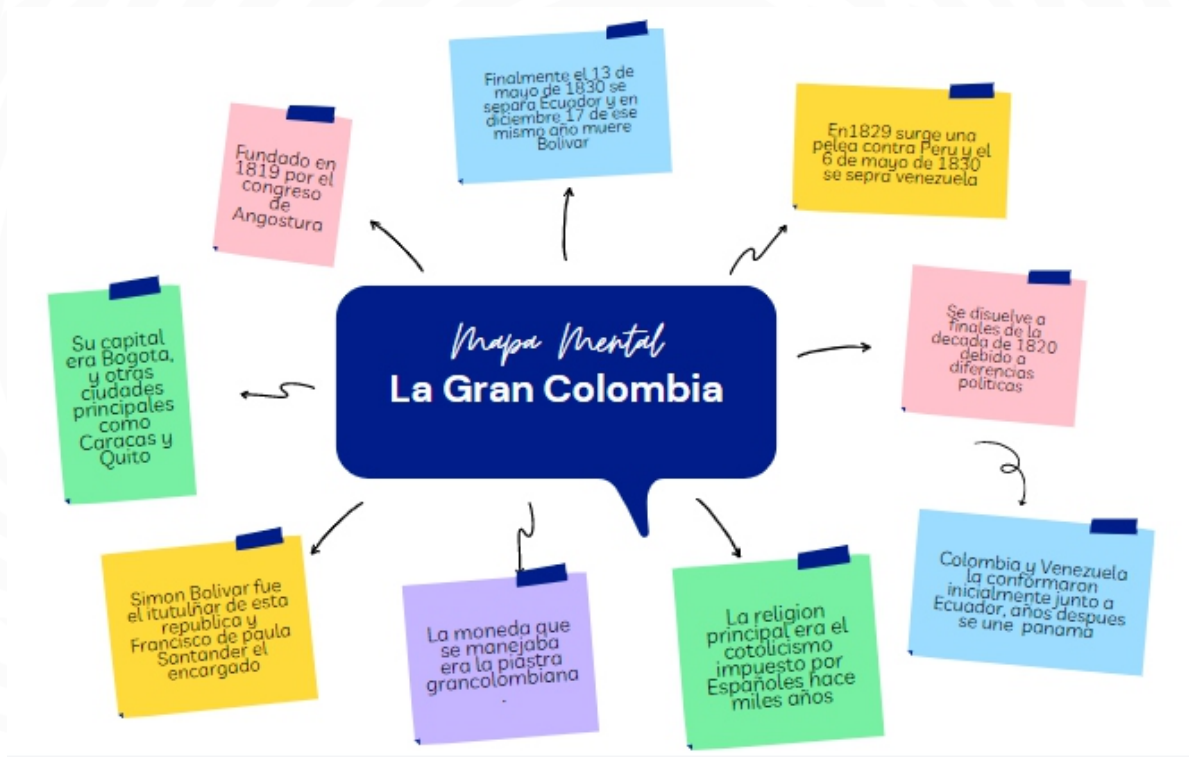 Finalmente el 13 de
mayo de 1830 se
separa Ecuador y en
diciembre 17 de ese
mismo año muere
Bolivar
Fundado en
1819 por el
congreso
de
Angostura
En1829 surge una
pelea contra Peru y el
6 de mayo de 1830
se sepra venezuela
Mapa Mental
La Gran Colombia
Su capital
era Bogota,
y otras
ciudades
principales
como
Caracas y
Quito
Se disuelve a
finales de la
decada de 1820
debido a
diferencias
politicas
Simon Bolivar fue
el itutulñar de esta
republica y
Francisco de paula
Santander el
encargado
La moneda que
se manejaba
era la piastra
grancolombiana
.
La religion
principal era el
cotolicismo
impuesto por
Españoles hace
miles años
Colombia y Venezuela
la conformaron
inicialmente junto a
Ecuador, años despues
se une panama